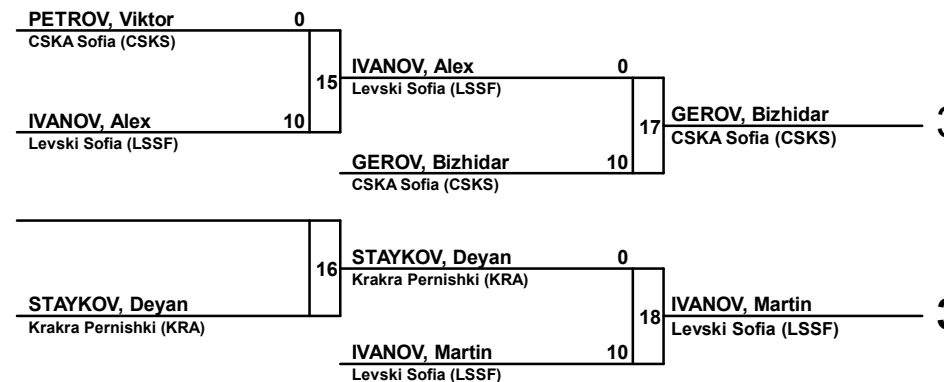 PETROV, Viktor 0
CSKA Sofia (CSKS)
15
IVANOV, Alex 0
Levski Sofia (LSSF)
IVANOV, Alex 10
Levski Sofia (LSSF)
17
GEROV, Bizhidar
CSKA Sofia (CSKS)
3
GEROV, Bizhidar 10
CSKA Sofia (CSKS)
16
STAYKOV, Deyan 0
Krakra Pernishki (KRA)
STAYKOV, Deyan
Krakra Pernishki (KRA)
18
IVANOV, Martin
Levski Sofia (LSSF)
3
IVANOV, Martin 10
Levski Sofia (LSSF)